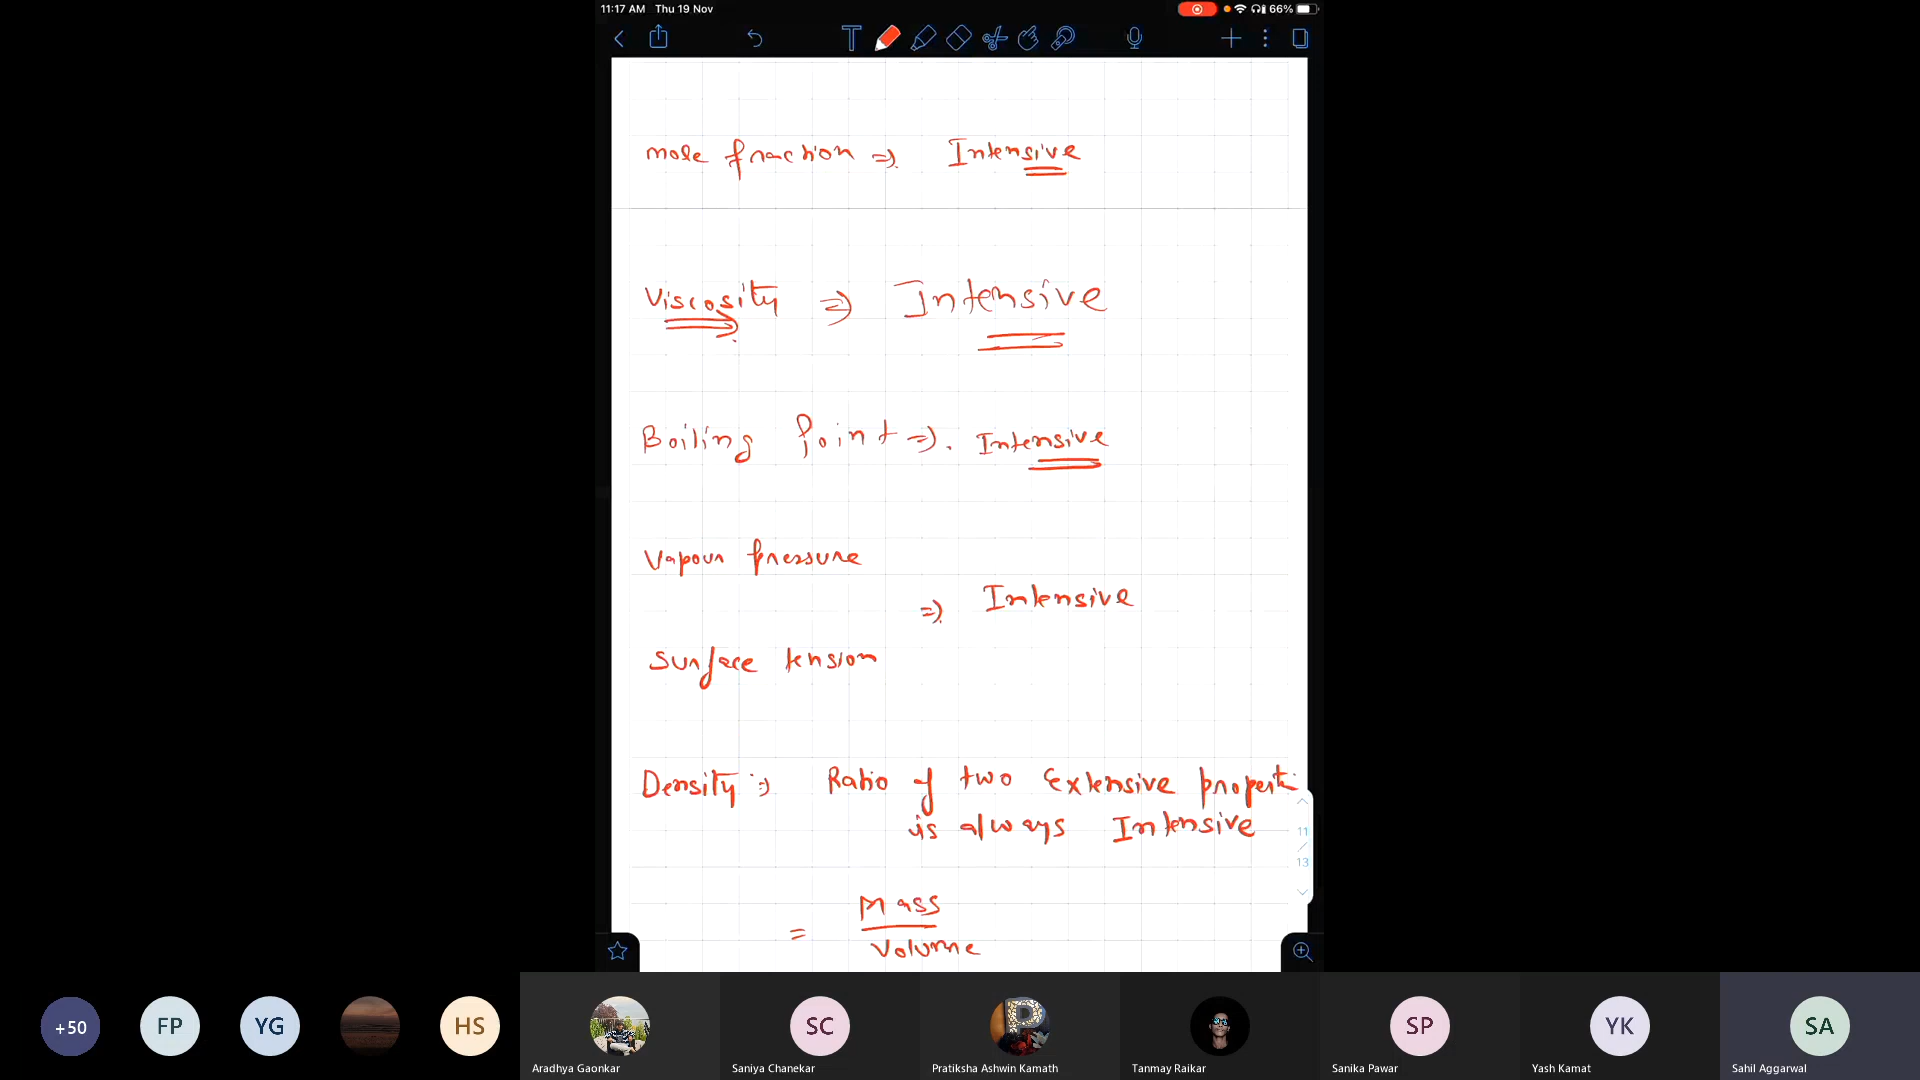 11:17 AM Thu 19 Nov
66%
mole fraction => Intensive
Viscosity => Intensive
Boiling Point => Intensive
Vapour pressure
=> Intensive
Surface tension
Density => Ratio of two extensive properti
is always Intensive
11
/
13
= Mass
Volume
+50
FP
YG
HS
SC
P
SP
YK
SA
Aradhya Gaonkar
Saniya Chanekar
Pratiksha Ashwin Kamath
Tanmay Raikar
Sanika Pawar
Yash Kamat
Sahil Aggarwal